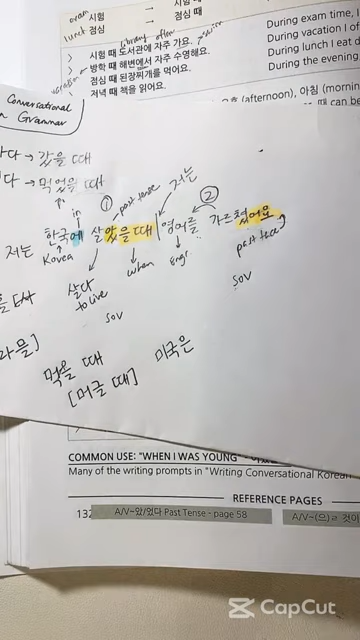 exam 시험 → 시험
lunch 점심 → 점심 때
library often
> 시험 때 도서관에 자주 가요.
> 방학 때 해변에서 자주 수영해요.
점심 때 된장찌개를 먹어요.
저녁 때 책을 읽어요.
vacation
During exam time, I
During vacation I
During lunch I eat d
During the evening,
(afternoon), 아침 (morning
때 can be
Conversational
Grammar
→ 갔을 때
→ 먹었을 때
① past tense 저는
in ②
저는 한국에 살았을 때 영어를 가르쳤어요
Korea when Engl past tense
살다
to live
SOV SOV
먹을 때
[머글 때]
미국은
COMMON USE: "WHEN I WAS YOUNG"
Many of the writing prompts in "Writing Conversational Korean
REFERENCE PAGES
132 A/V-았/었다 Past Tense - page 58 A/V-(으)ㄹ 것이
CapCut